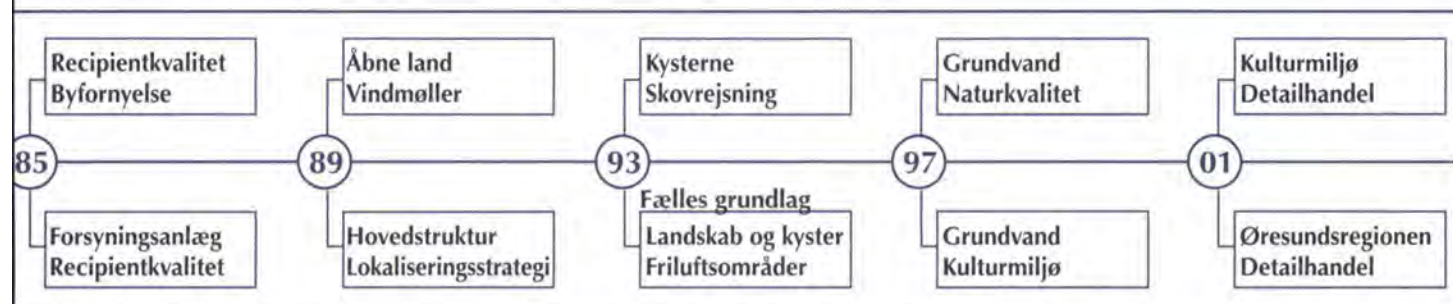 Recipientkvalitet
Byfornyelse
Åbne land
Vindmøller
Kysterne
Skovrejsning
Grundvand
Naturkvalitet
Kulturmiljø
Detailhandel
85
89
93
97
01
Forsyningsanlæg
Recipientkvalitet
Hovedstruktur
Lokaliseringsstrategi
Fælles grundlag
Landskab og kyster
Friluftsområder
Grundvand
Kulturmiljø
Øresundsregionen
Detailhandel